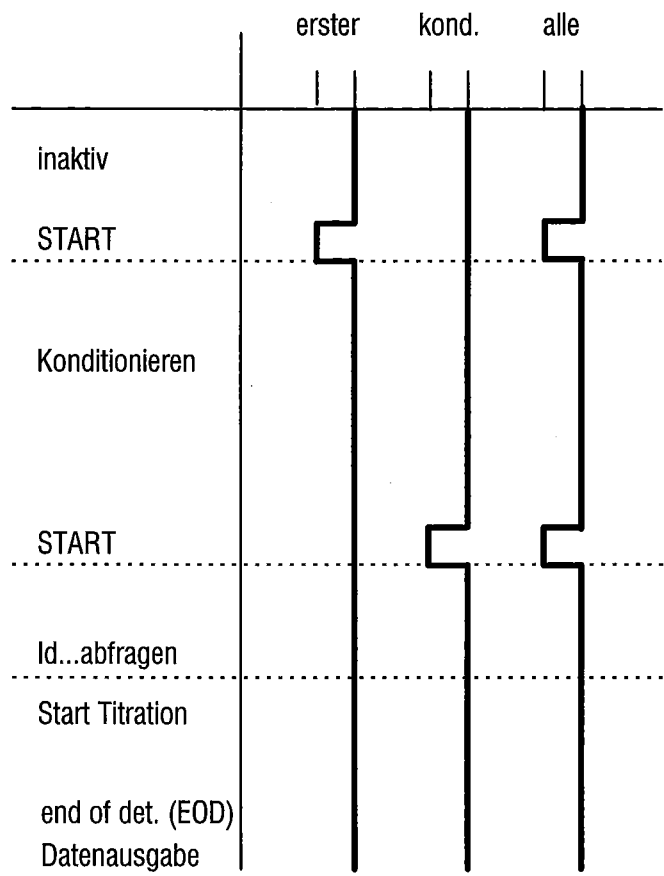 erster kond. alle
inaktiv
START
Konditionieren
START
Id...abfragen
Start Titration
end of det. (EOD)
Datenausgabe